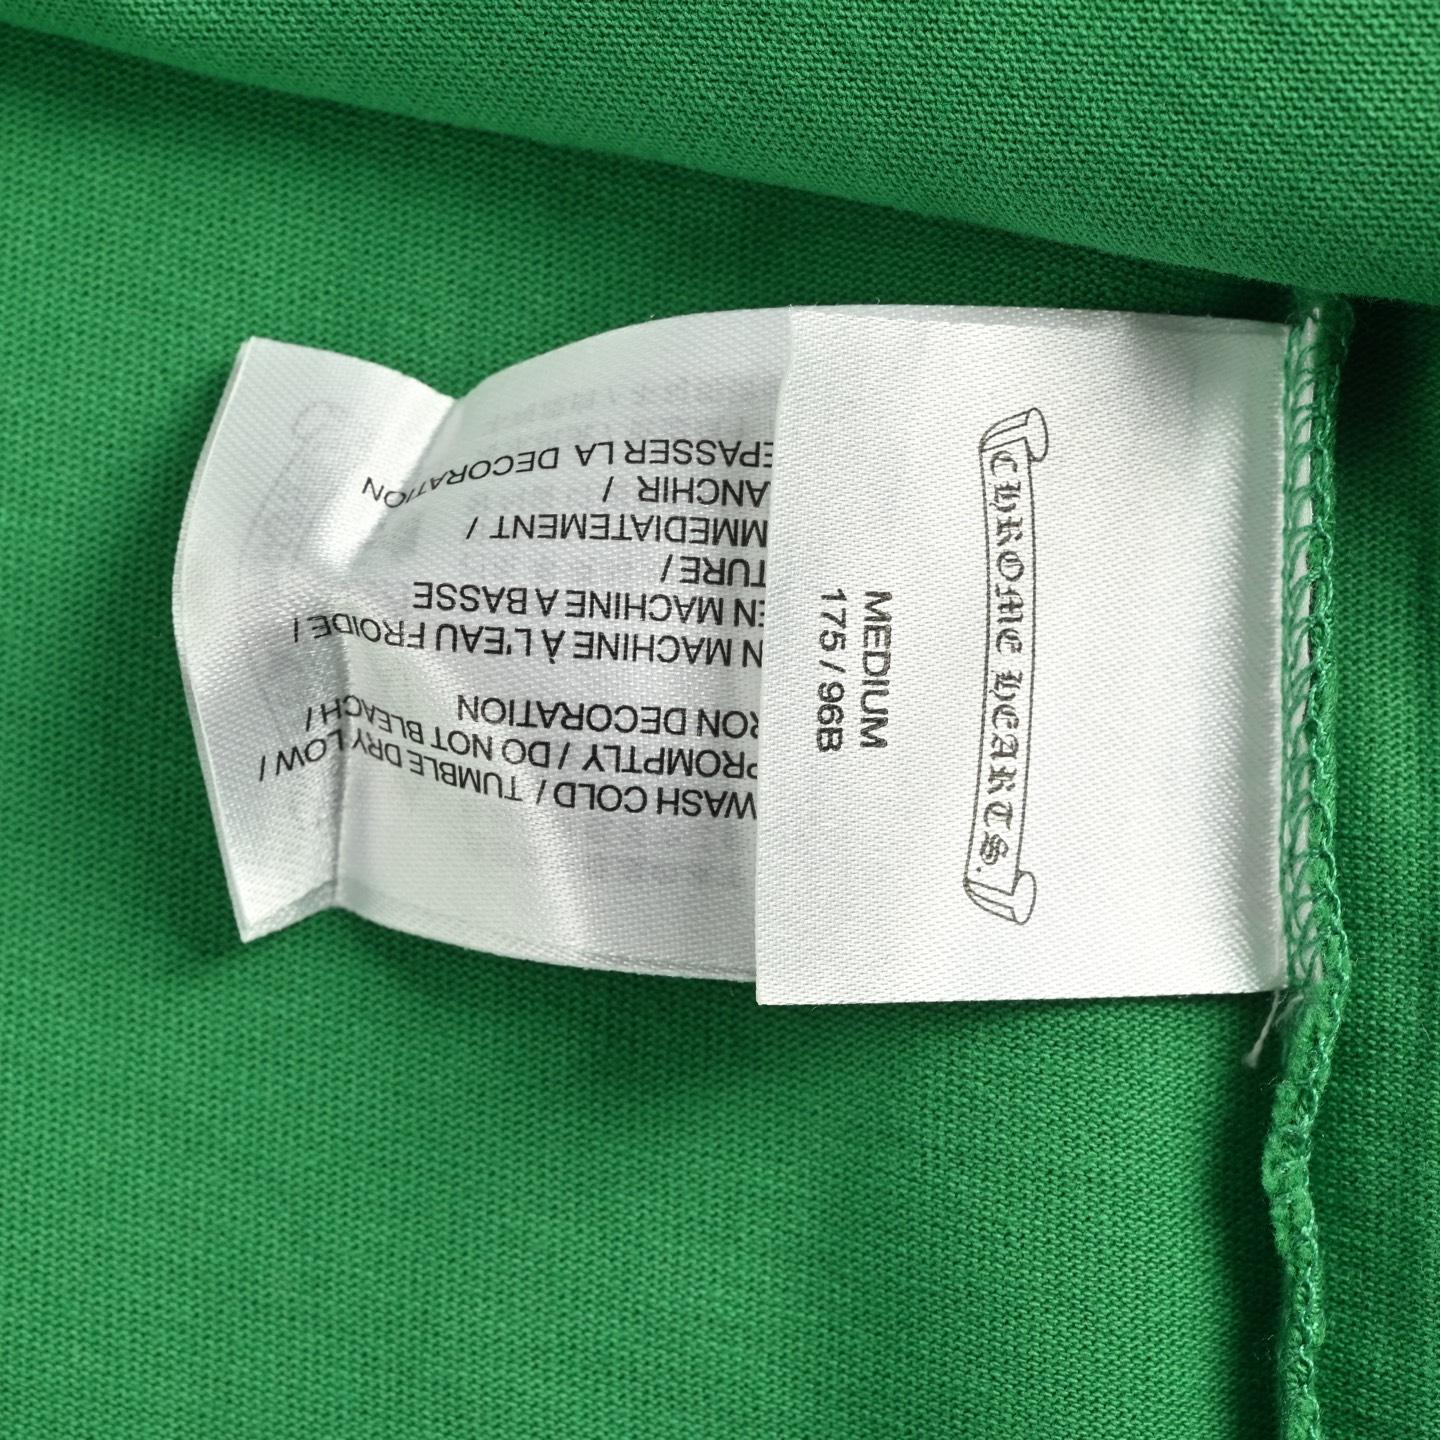 CHROME HEARTS.
MEDIUM
175 / 96B
WASH COLD / TUMBLE DRY LOW /
PROMPTLY / DO NOT BLEACH /
RON DECORATION
N MACHINE À L'EAU FROIDE /
EN MACHINE A BASSE
TURE /
MMEDIATEMENT /
ANCHIR /
EPASSER LA DECORATION